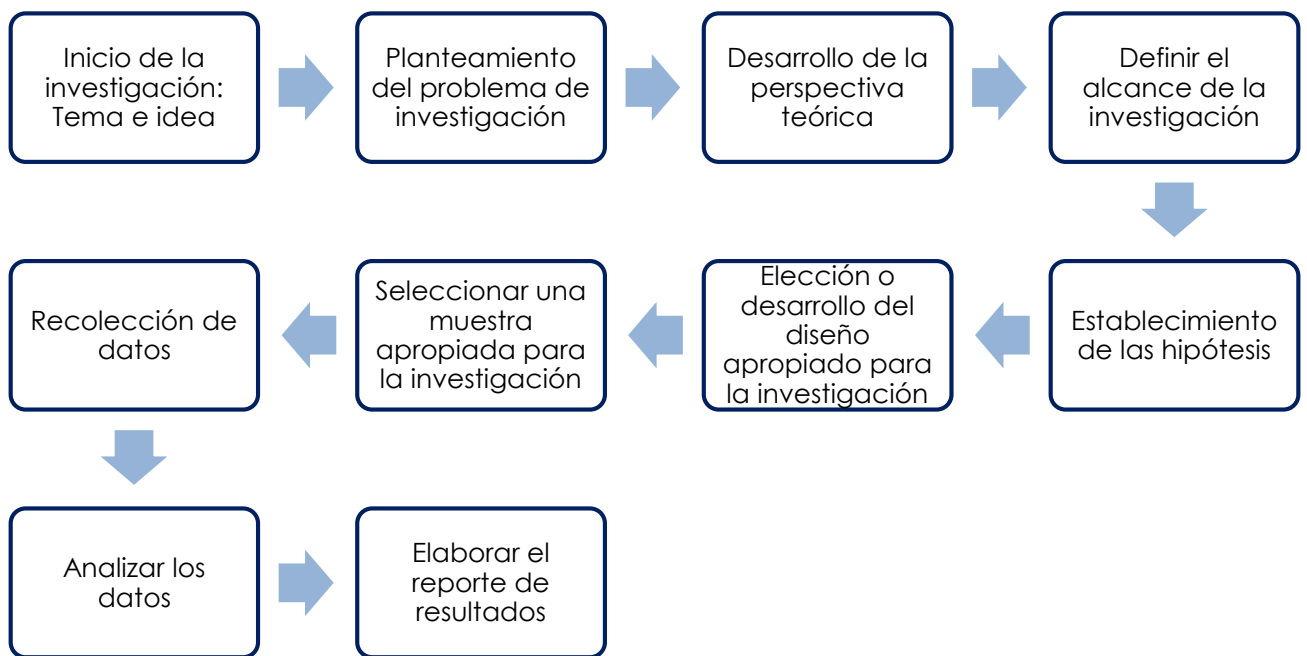 Inicio de la
investigación:
Tema e idea
Planteamiento
del problema de
investigación
Desarrollo de la
perspectiva
teórica
Definir el
alcance de la
investigación
Establecimiento
de las hipótesis
Elección o
desarrollo del
diseño
apropiado para
la investigación
Seleccionar una
muestra
apropiada para
la investigación
Recolección de
datos
Analizar los
datos
Elaborar el
reporte de
resultados